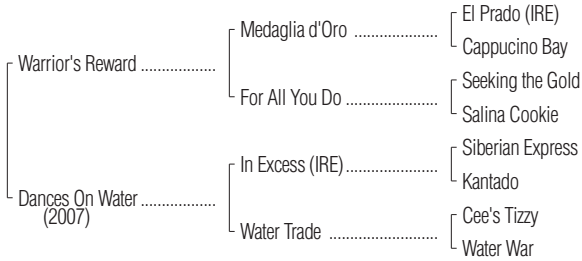 El Prado (IRE)
Medaglia d'Oro ..................
Cappucino Bay
Warrior's Reward ................
Seeking the Gold
For All You Do ....................
Salina Cookie
Siberian Express
In Excess (IRE)....................
Kantado
Dances On Water ................
(2007)
Cee's Tizzy
Water Trade .......................
Water War